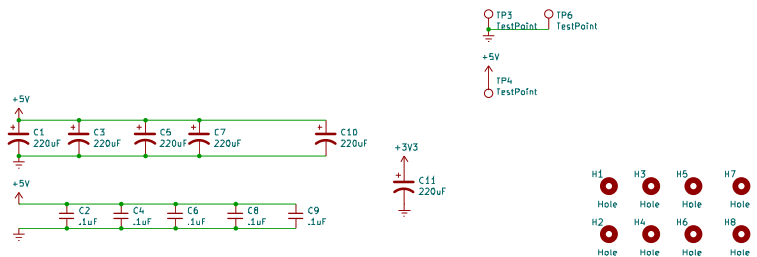 TP3
TestPoint
TP6
TestPoint
+5V
TP4
TestPoint
+5V
C1
220uF
C3
220uF
C5
220uF
C7
220uF
C10
220uF
+3V3
C11
220uF
+5V
C2
.1uF
C4
.1uF
C6
.1uF
C8
.1uF
C9
.1uF
H1
Hole
H3
Hole
H5
Hole
H7
Hole
H2
Hole
H4
Hole
H6
Hole
H8
Hole